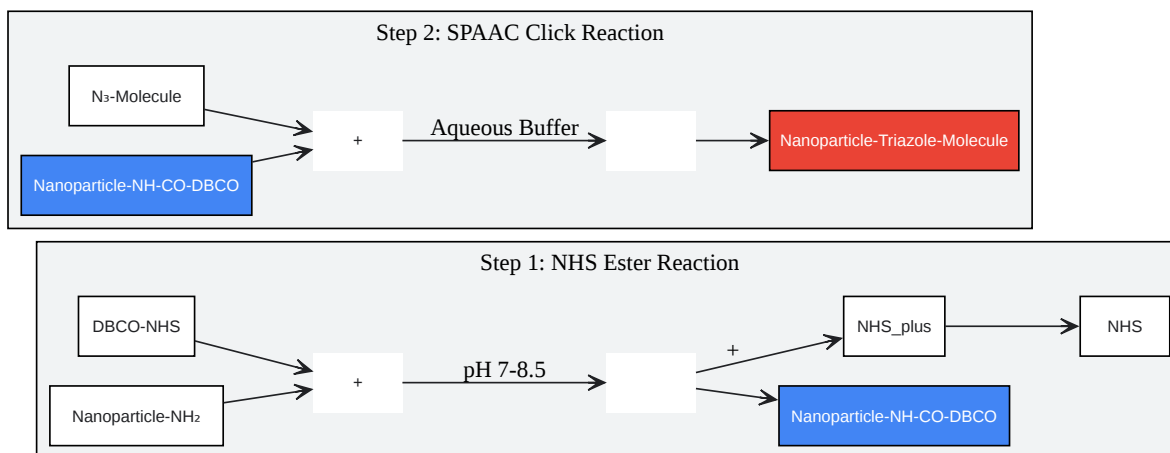 Step 2: SPAAC Click Reaction
N₃-Molecule
+
Aqueous Buffer
Nanoparticle-Triazole-Molecule
Nanoparticle-NH-CO-DBCO
Step 1: NHS Ester Reaction
DBCO-NHS
+
NHS_plus
NHS
+
pH 7-8.5
Nanoparticle-NH₂
Nanoparticle-NH-CO-DBCO